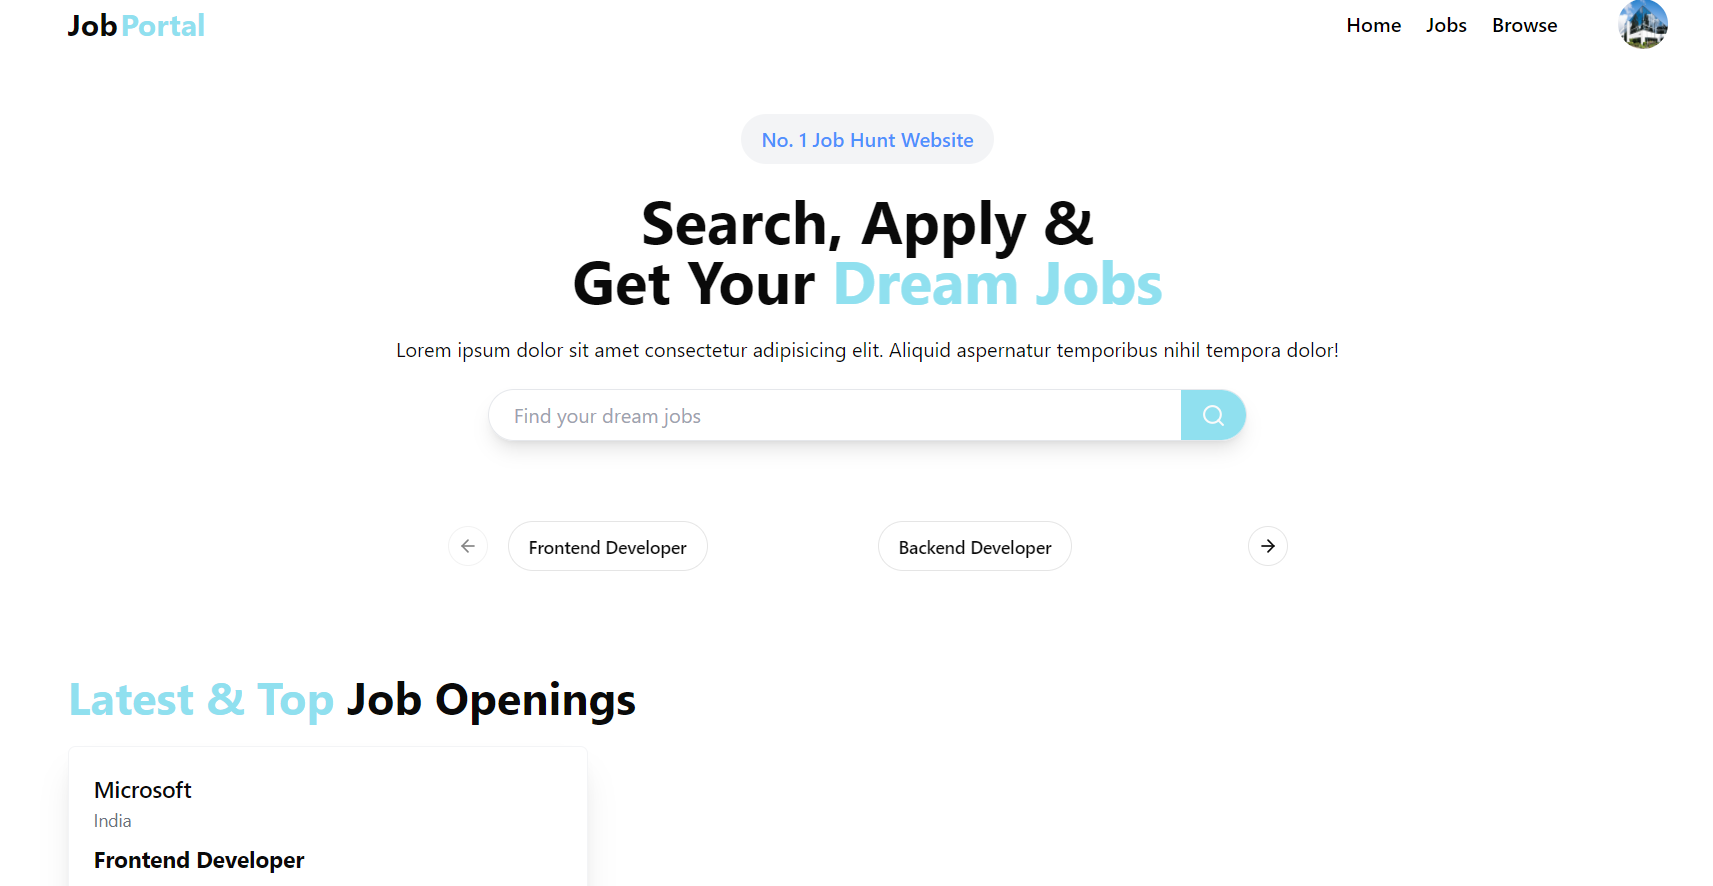 JobPortal
Home Jobs Browse
No. 1 Job Hunt Website
Search, Apply &
Get Your Dream Jobs
Lorem ipsum dolor sit amet consectetur adipisicing elit. Aliquid aspernatur temporibus nihil tempora dolor!
Find your dream jobs
Frontend Developer
Backend Developer
Latest & Top Job Openings
Microsoft
India
Frontend Developer